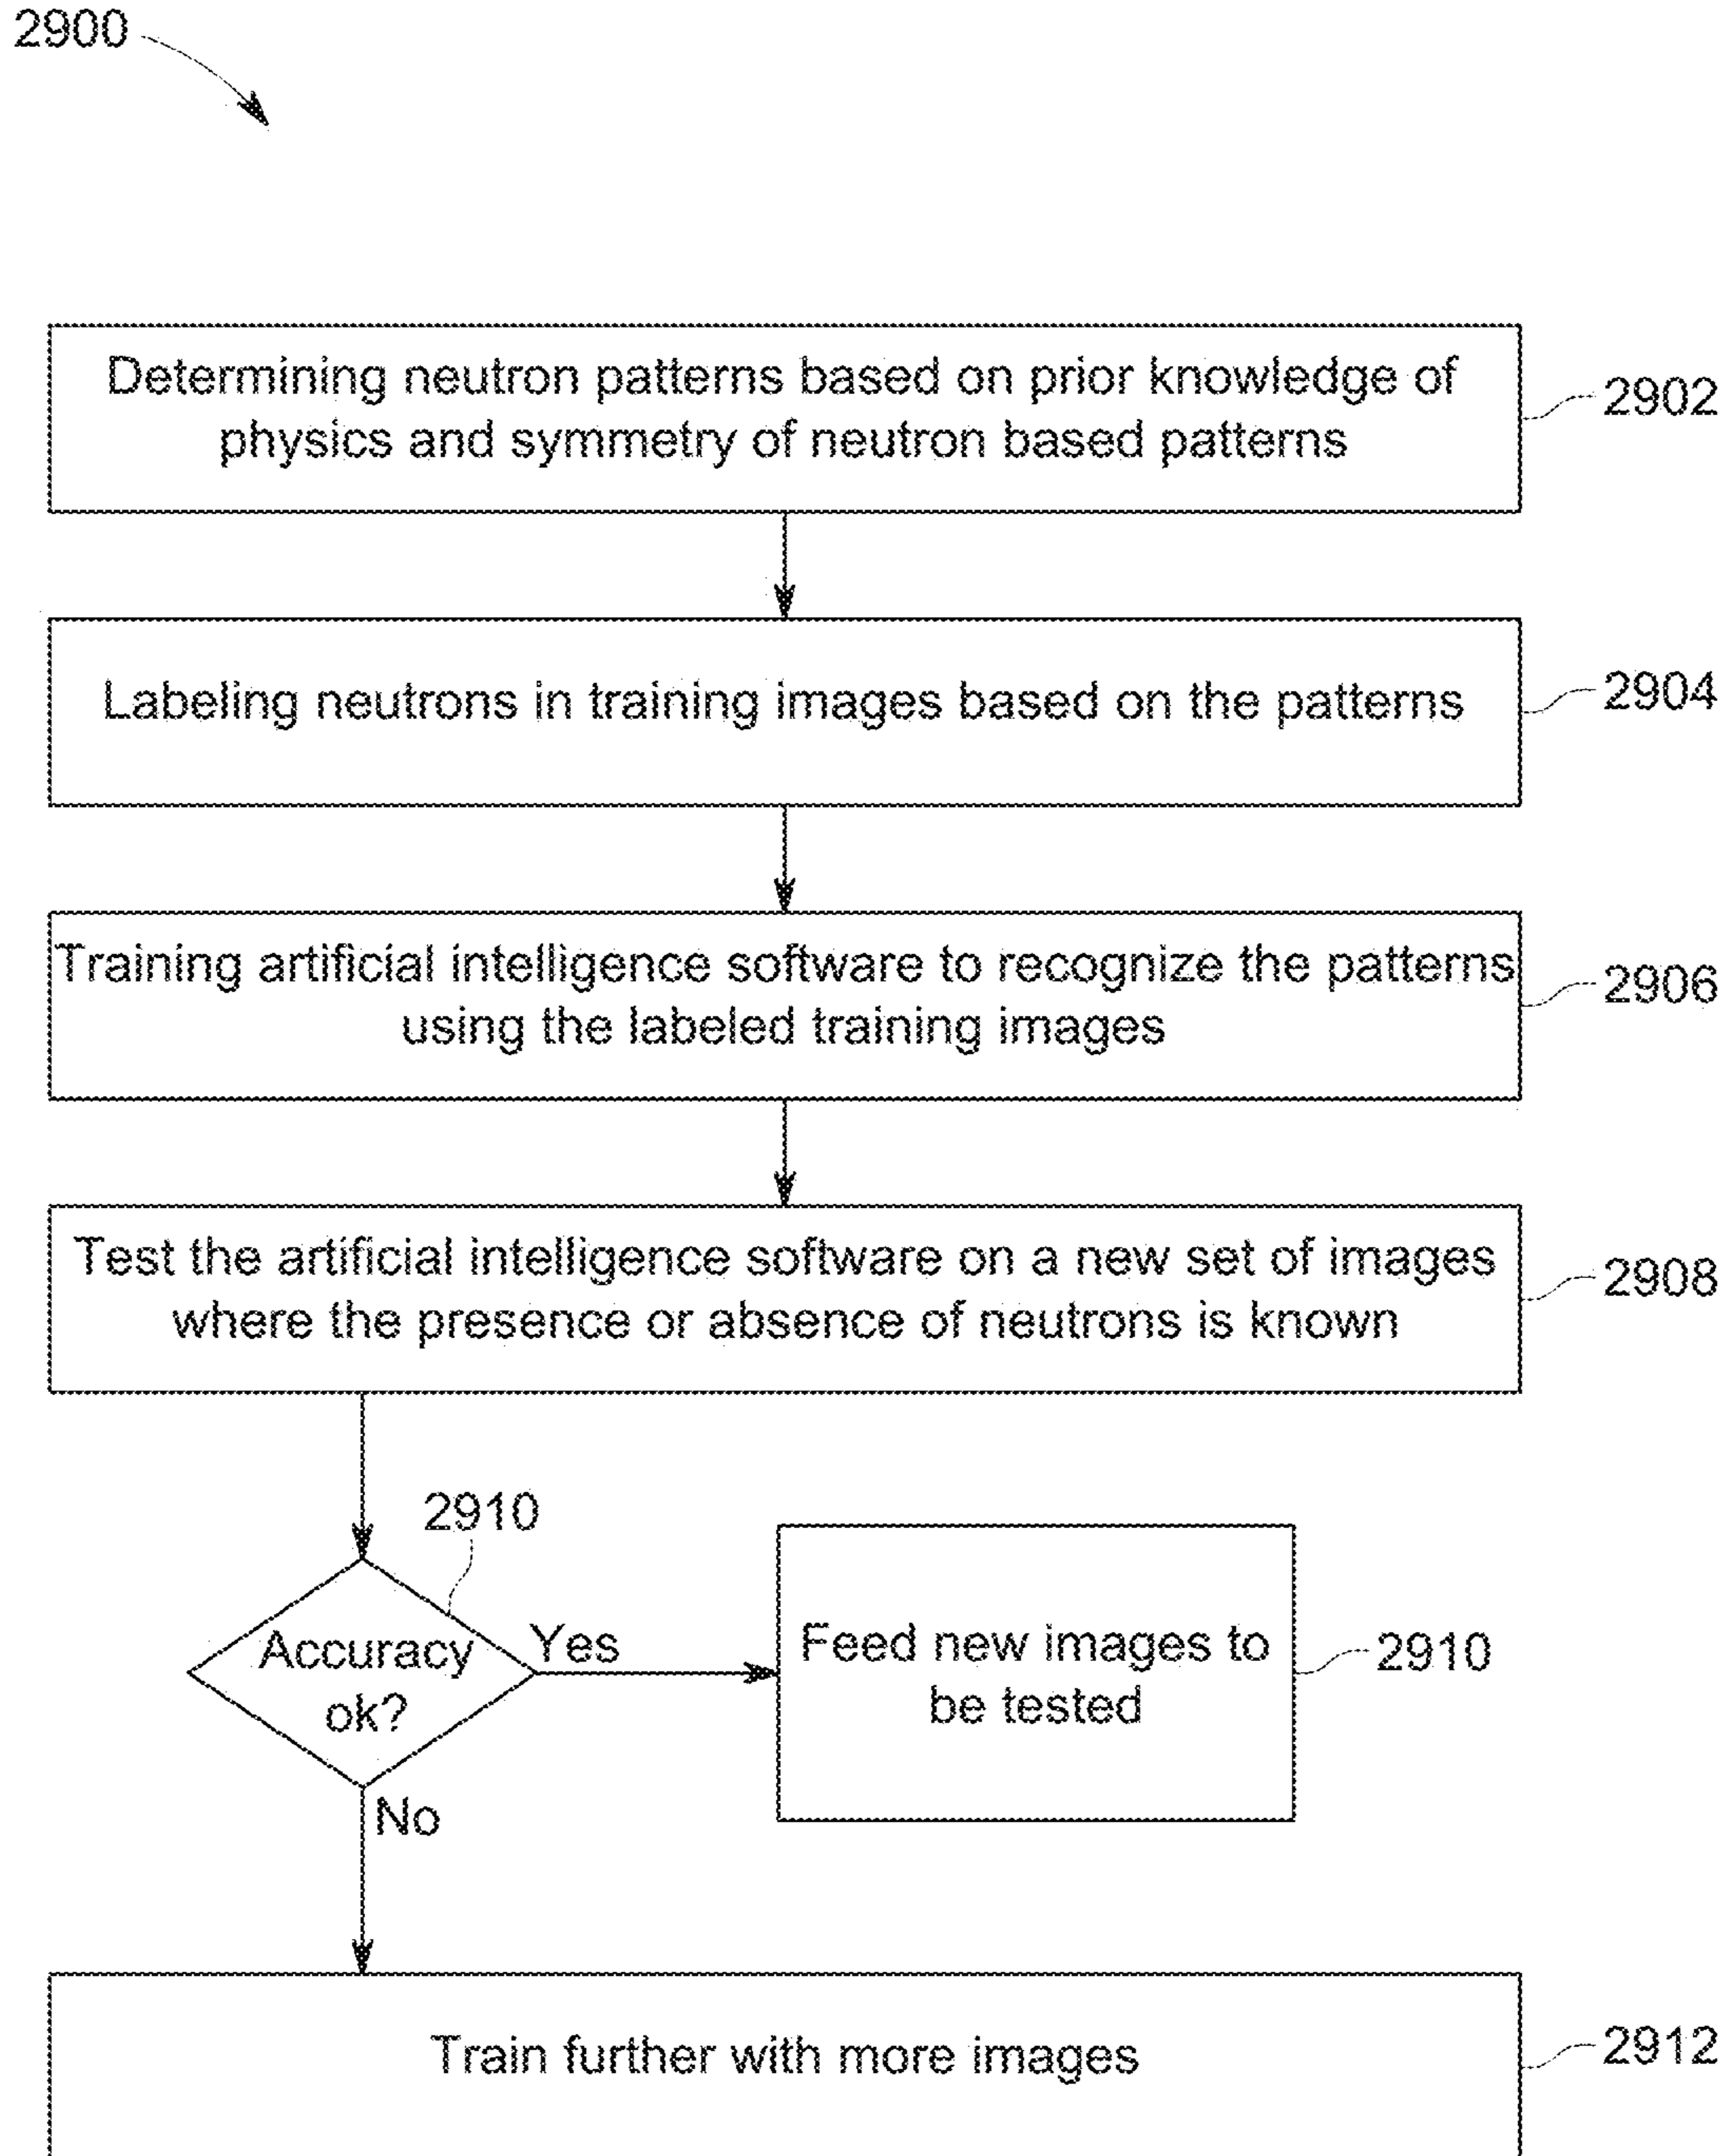 2900
Determining neutron patterns based on prior knowledge of
physics and symmetry of neutron based patterns
2902
Labeling neutrons in training images based on the patterns
2904
Training artificial intelligence software to recognize the patterns
using the labeled training images
2906
Test the artificial intelligence software on a new set of images
where the presence or absence of neutrons is known
2908
2910
Accuracy
ok?
Yes
Feed new images to
be tested
2910
No
Train further with more images
2912